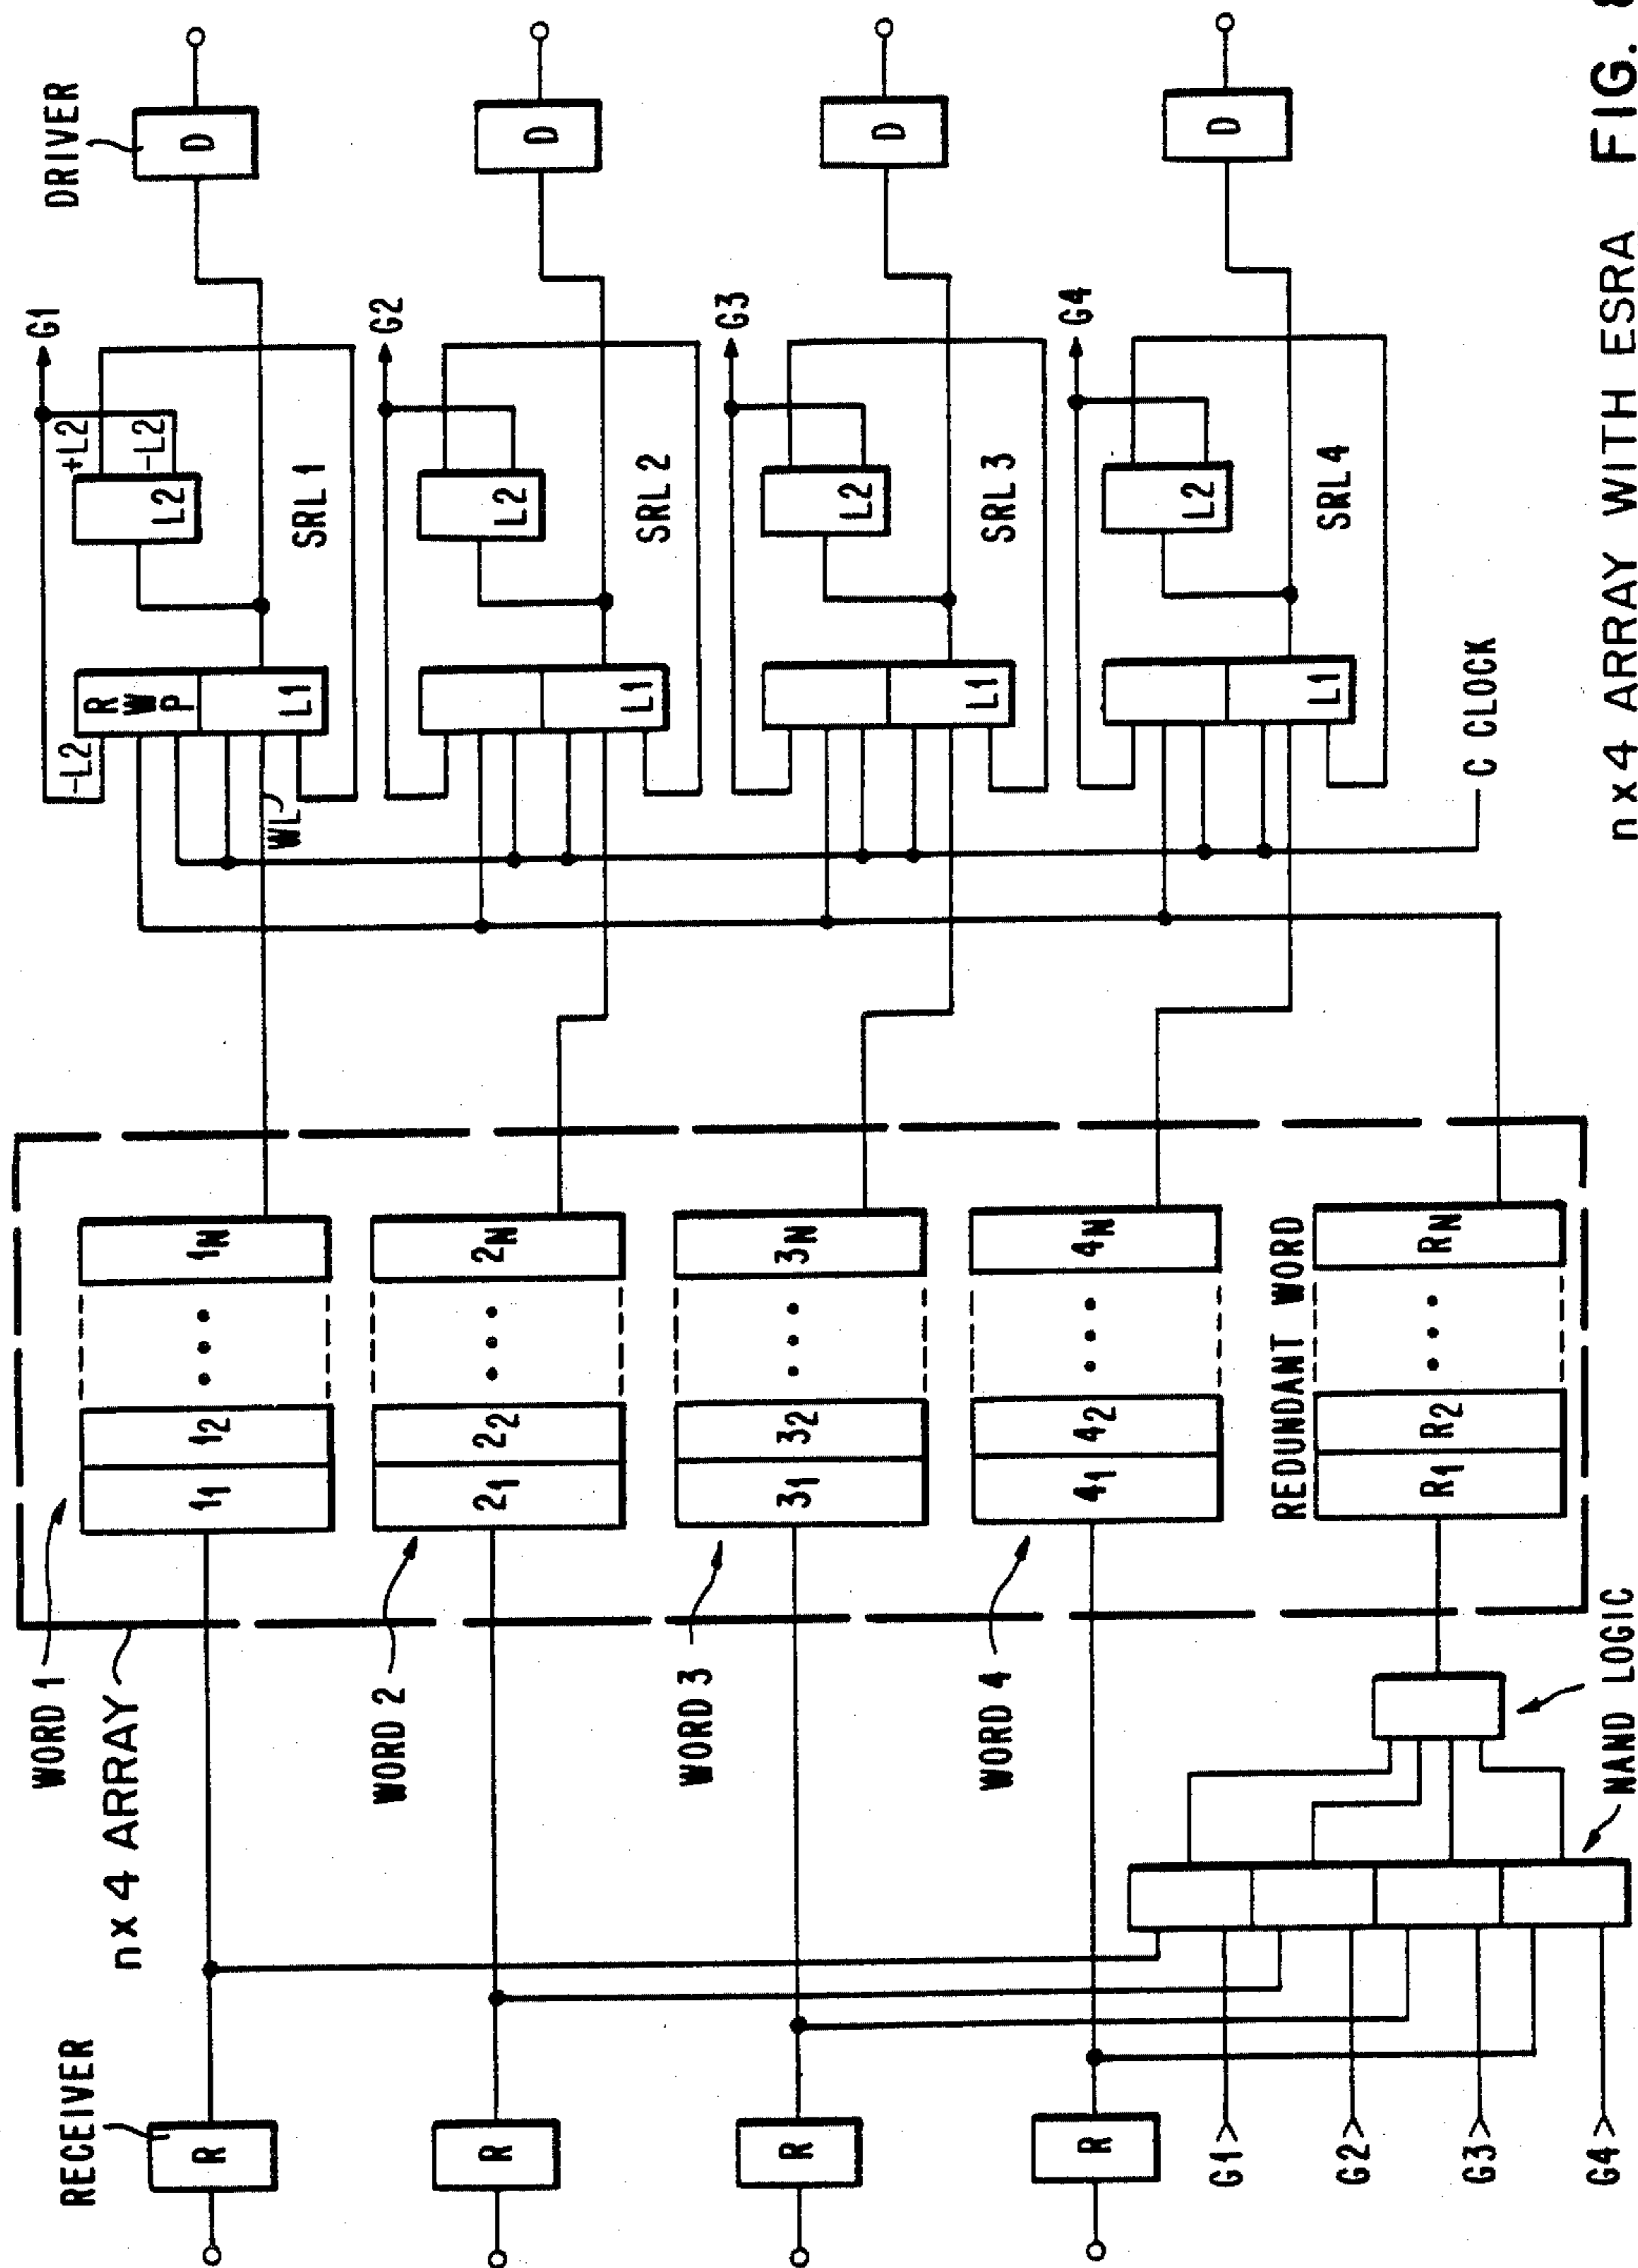 RECEIVER
R
R
R
R
G1
G2
G3
G4
NAND LOGIC
n x 4 ARRAY
WORD 1
1₁ 1₂ • • • 1N
WORD 2
2₁ 2₂ • • • 2N
WORD 3
3₁ 3₂ • • • 3N
WORD 4
4₁ 4₂ • • • 4N
REDUNDANT WORD
R₁ R₂ • • • RN
WL
-L2
RWP
L1
+L2
-L2
L2
G1
SRL 1
L1
L2
G2
SRL 2
L1
L2
G3
SRL 3
L1
L2
G4
SRL 4
C CLOCK
DRIVER
D
D
D
D
n x 4 ARRAY WITH ESRA
FIG. 8